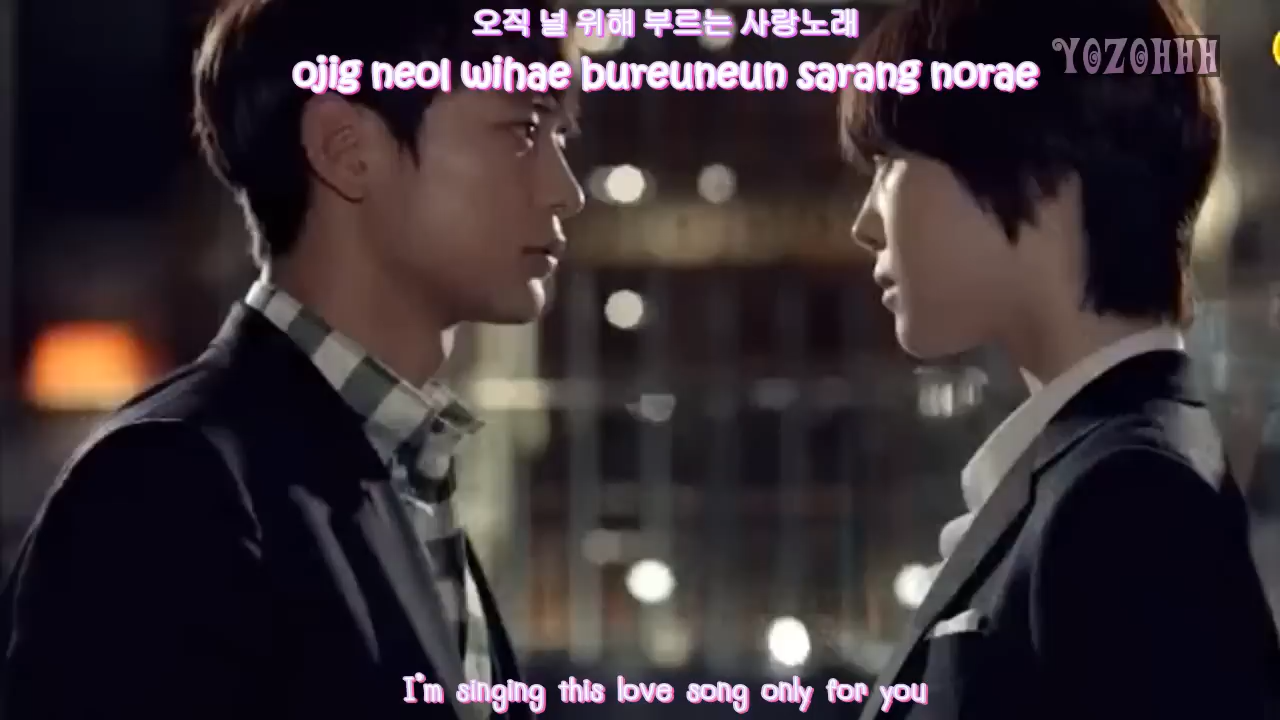 오직 널 위해 부르는 사랑노래
YOZOHHH
ojig neol wihae bureuneun sarang norae
I'm singing this love song only for you